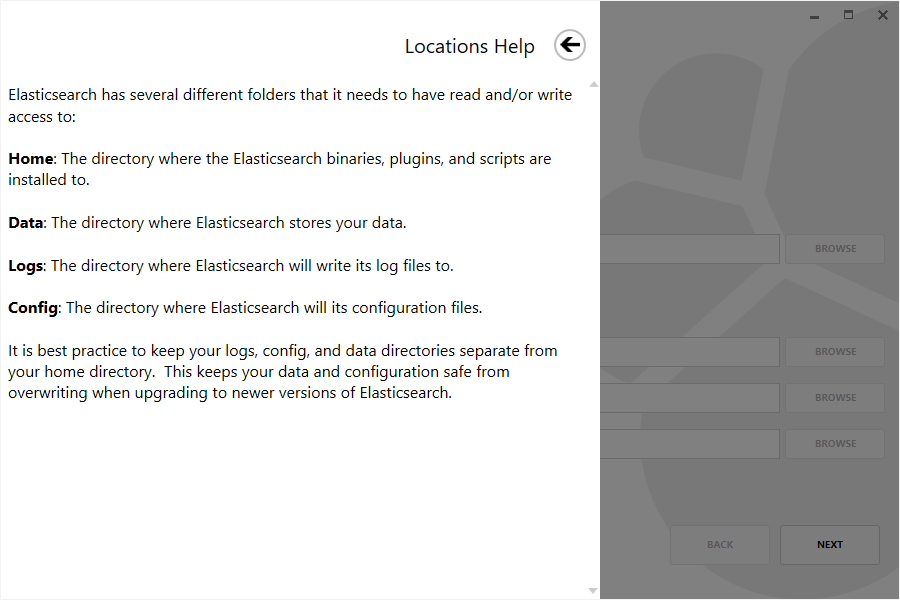 Locations Help
Elasticsearch has several different folders that it needs to have read and/or write
access to:
Home: The directory where the Elasticsearch binaries, plugins, and scripts are
installed to.
Data: The directory where Elasticsearch stores your data.
Logs: The directory where Elasticsearch will write its log files to.
Config: The directory where Elasticsearch will its configuration files.
It is best practice to keep your logs, config, and data directories separate from
your home directory.  This keeps your data and configuration safe from
overwriting when upgrading to newer versions of Elasticsearch.
BROWSE
BROWSE
BROWSE
BROWSE
BACK NEXT